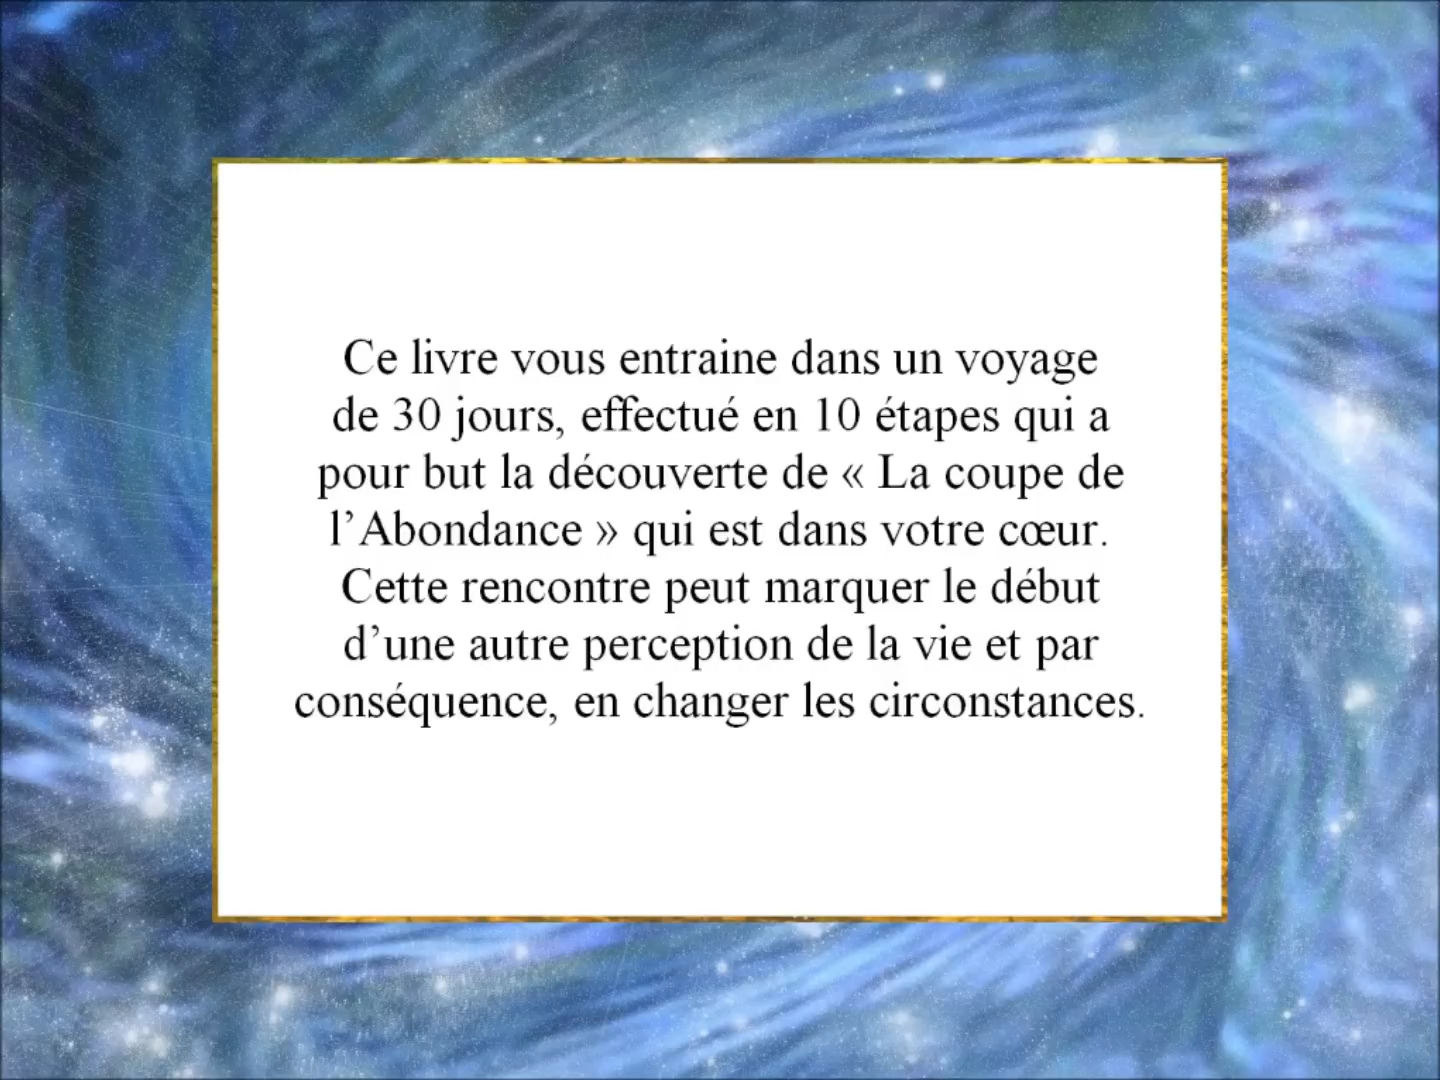 Ce livre vous entraine dans un voyage
de 30 jours, effectué en 10 étapes qui a
pour but la découverte de « La coupe de
l’Abondance » qui est dans votre cœur.
Cette rencontre peut marquer le début
d’une autre perception de la vie et par
conséquence, en changer les circonstances.